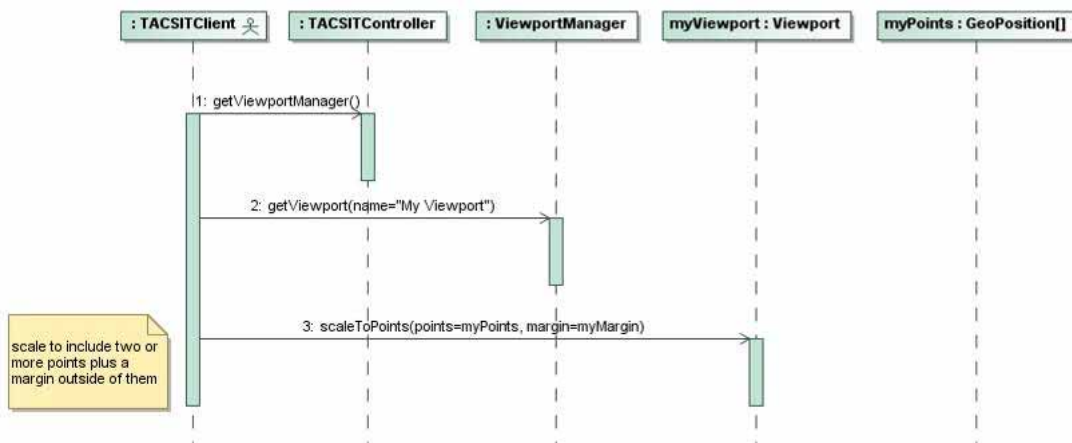 : TACSITClient
: TACSITController
: ViewportManager
myViewport : Viewport
myPoints : GeoPosition[]
1: getViewportManager()
2: getViewport(name="My Viewport")
3: scaleToPoints(points=myPoints, margin=myMargin)
scale to include two or
more points plus a
margin outside of them